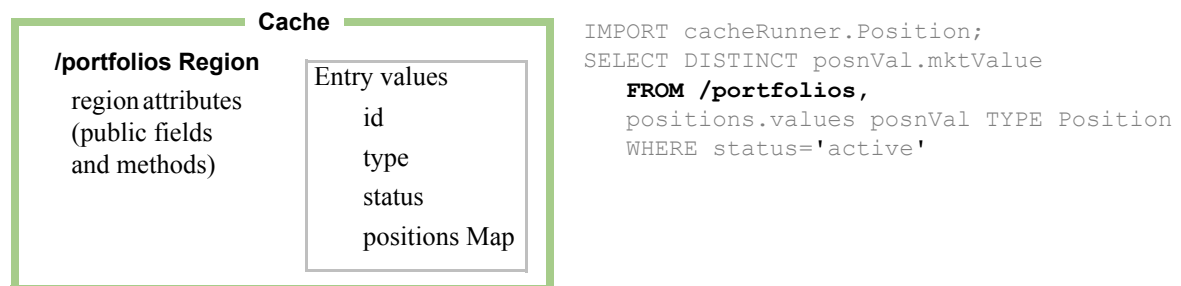 Cache
/portfolios Region
region attributes
(public fields
and methods)
Entry values
id
type
status
positions Map
IMPORT cacheRunner.Position;
SELECT DISTINCT posnVal.mktValue
FROM /portfolios,
positions.values posnVal TYPE Position
WHERE status='active'